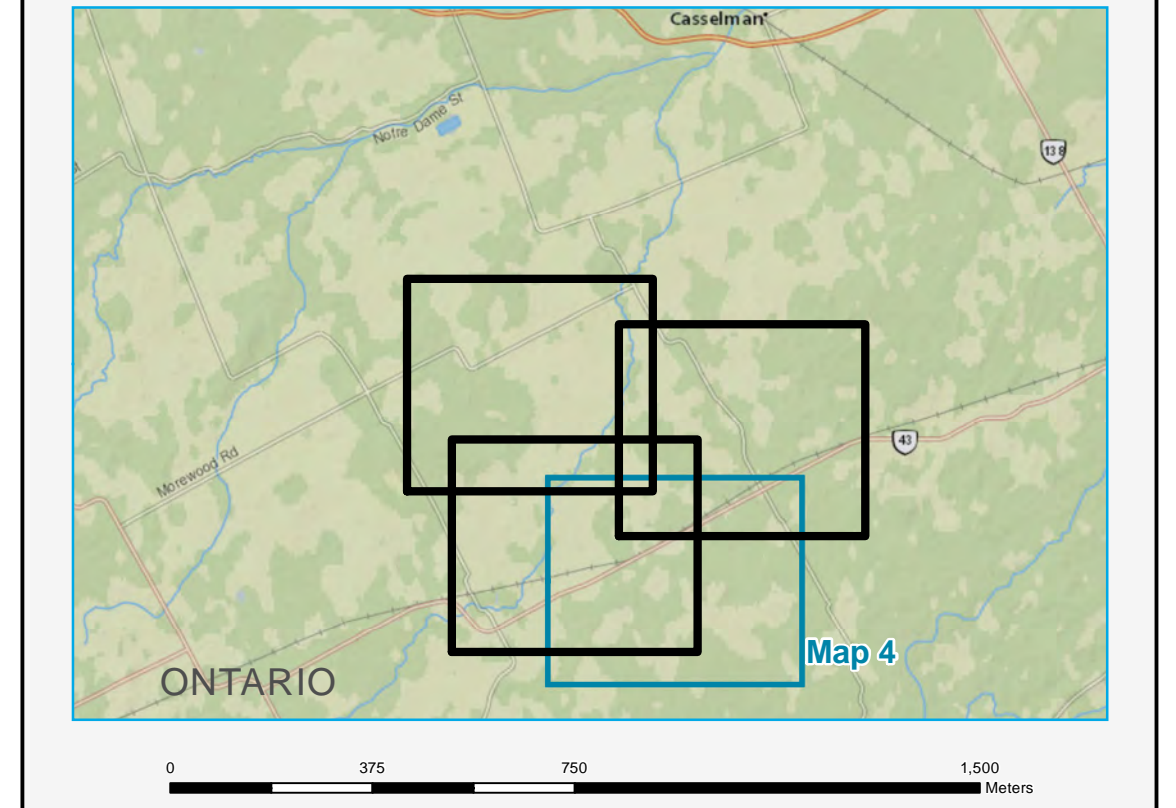 Casselman
Notre Dame St
138
43
Morewood Rd
Map 4
ONTARIO
0 375 750 1,500
Meters